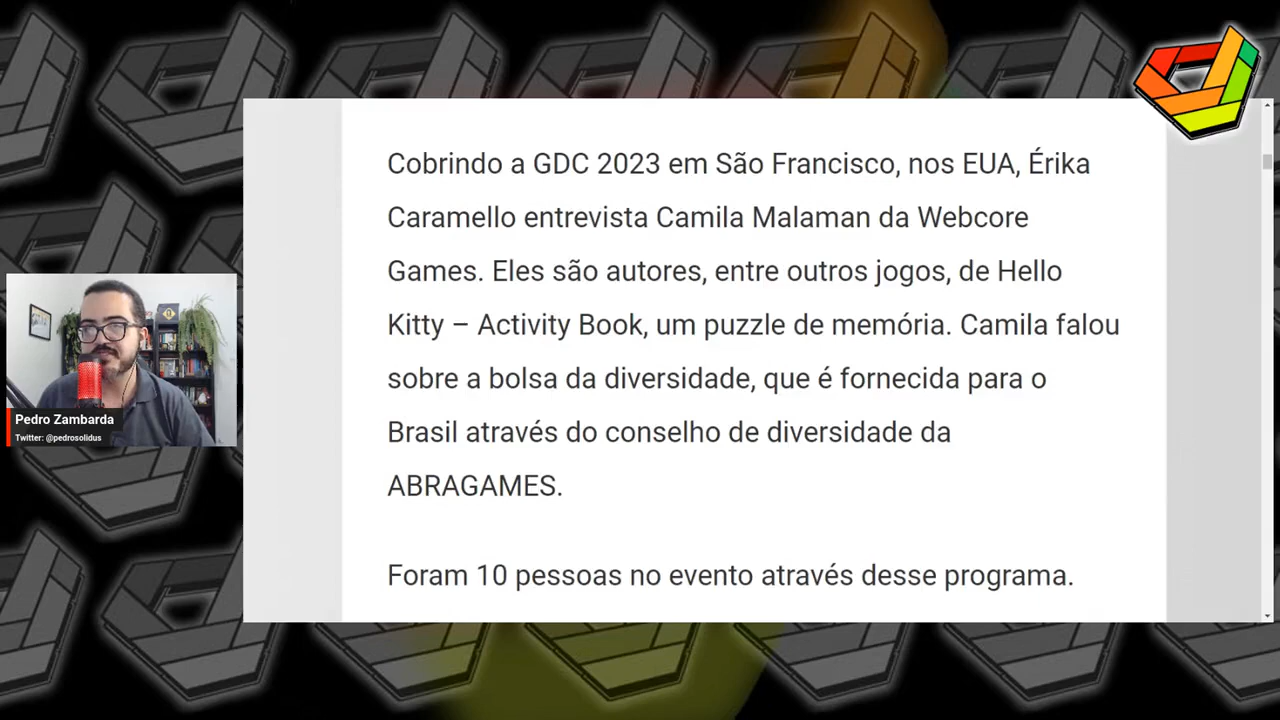 Cobrindo a GDC 2023 em São Francisco, nos EUA, Érika
Caramello entrevista Camila Malaman da Webcore
Games. Eles são autores, entre outros jogos, de Hello
Kitty – Activity Book, um puzzle de memória. Camila falou
sobre a bolsa da diversidade, que é fornecida para o
Brasil através do conselho de diversidade da
ABRAGAMES.
Foram 10 pessoas no evento através desse programa.
Pedro Zambarda
Twitter: @pedrosolidus